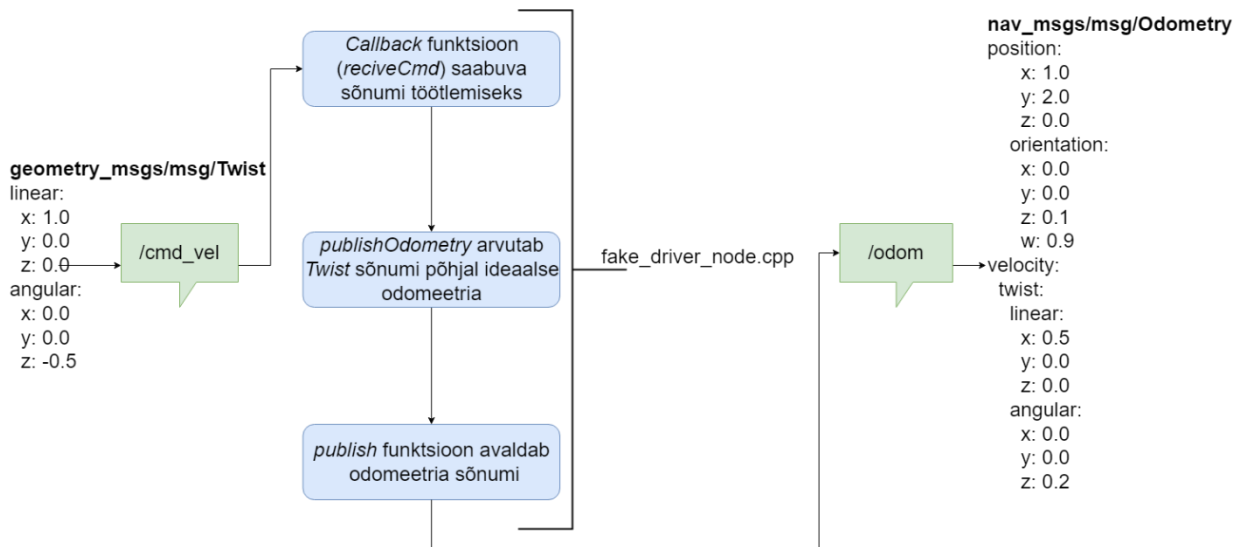 geometry_msgs/msg/Twist
linear:
x: 1.0
y: 0.0
z: 0.0
angular:
x: 0.0
y: 0.0
z: -0.5
/cmd_vel
Callback funktsioon
(reciveCmd) saabuva
sõnumi töötlemiseks
publishOdometry arvutab
Twist sõnumi põhjal ideaalse
odomeetria
publish funktsioon avaldab
odomeetria sõnumi
fake_driver_node.cpp
/odom
nav_msgs/msg/Odometry
position:
x: 1.0
y: 2.0
z: 0.0
orientation:
x: 0.0
y: 0.0
z: 0.1
w: 0.9
velocity:
twist:
linear:
x: 0.5
y: 0.0
z: 0.0
angular:
x: 0.0
y: 0.0
z: 0.2